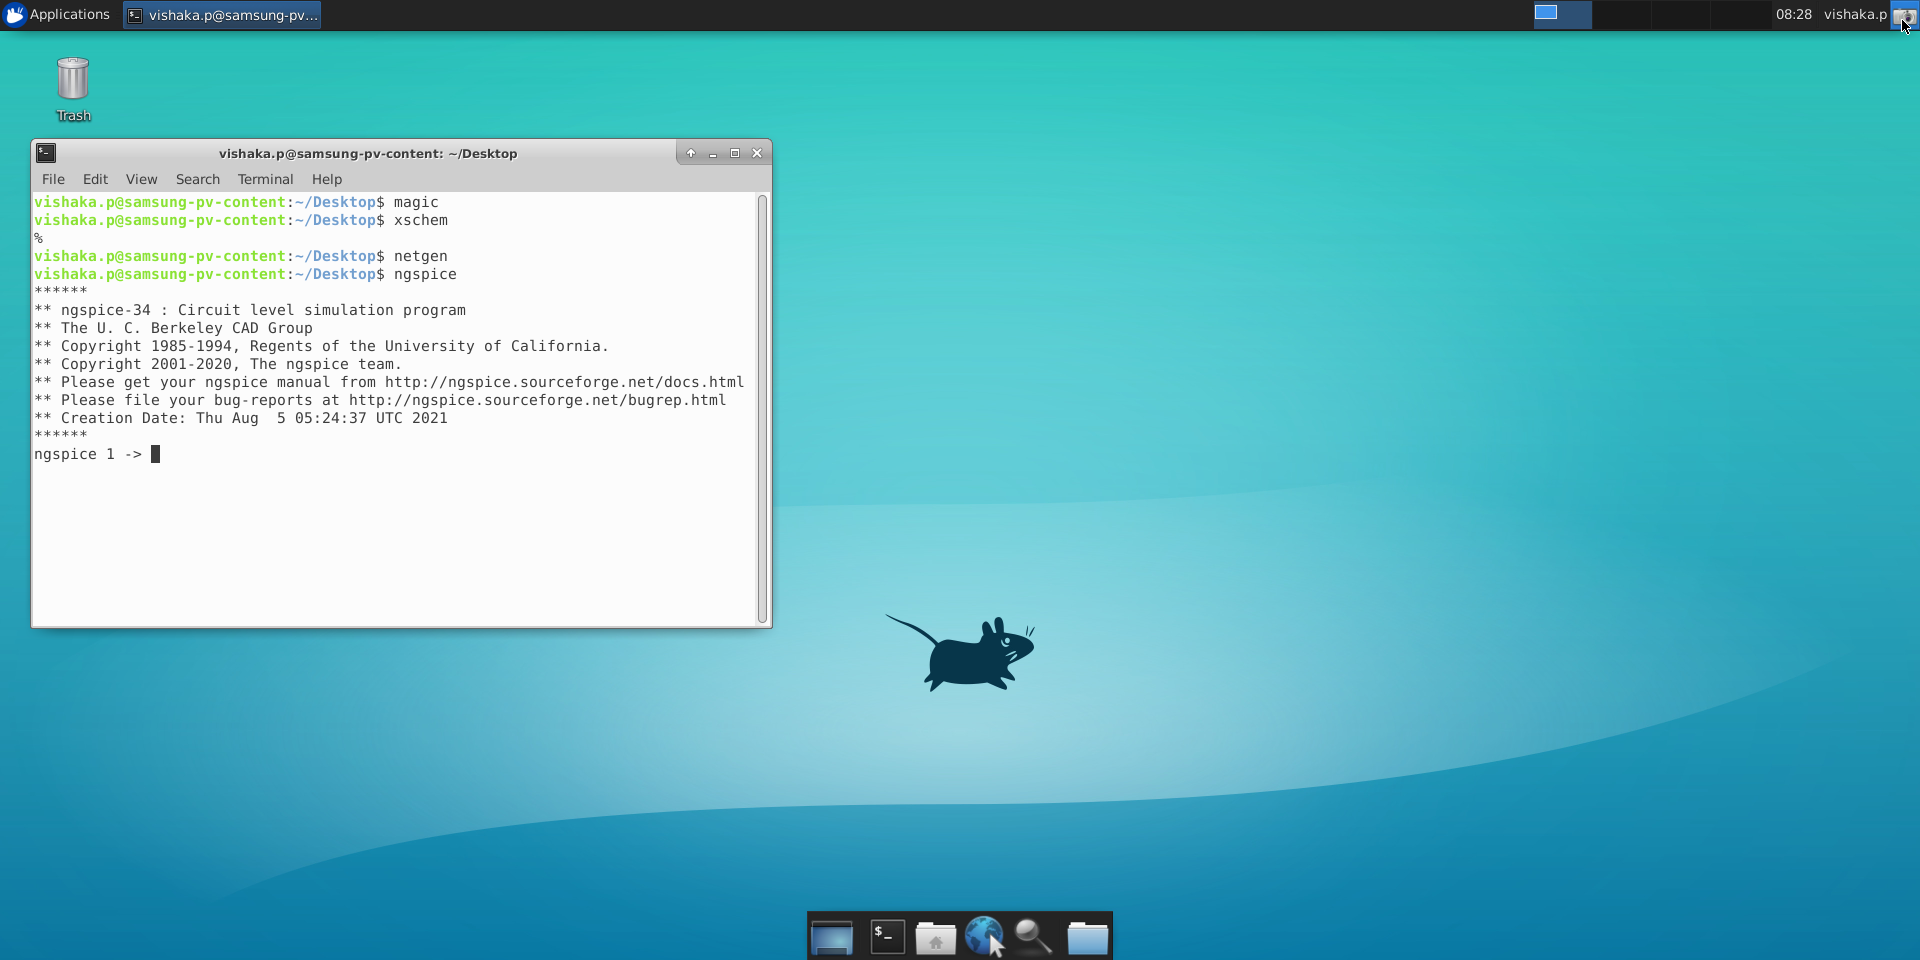 Applications
vishaka.p@samsung-pv...
08:28
vishaka.p
Trash
vishaka.p@samsung-pv-content: ~/Desktop
File Edit View Search Terminal Help
vishaka.p@samsung-pv-content:~/Desktop$ magic
vishaka.p@samsung-pv-content:~/Desktop$ xschem
%
vishaka.p@samsung-pv-content:~/Desktop$ netgen
vishaka.p@samsung-pv-content:~/Desktop$ ngspice
******
** ngspice-34 : Circuit level simulation program
** The U. C. Berkeley CAD Group
** Copyright 1985-1994, Regents of the University of California.
** Copyright 2001-2020, The ngspice team.
** Please get your ngspice manual from http://ngspice.sourceforge.net/docs.html
** Please file your bug-reports at http://ngspice.sourceforge.net/bugrep.html
** Creation Date: Thu Aug  5 05:24:37 UTC 2021
******
ngspice 1 ->
$_